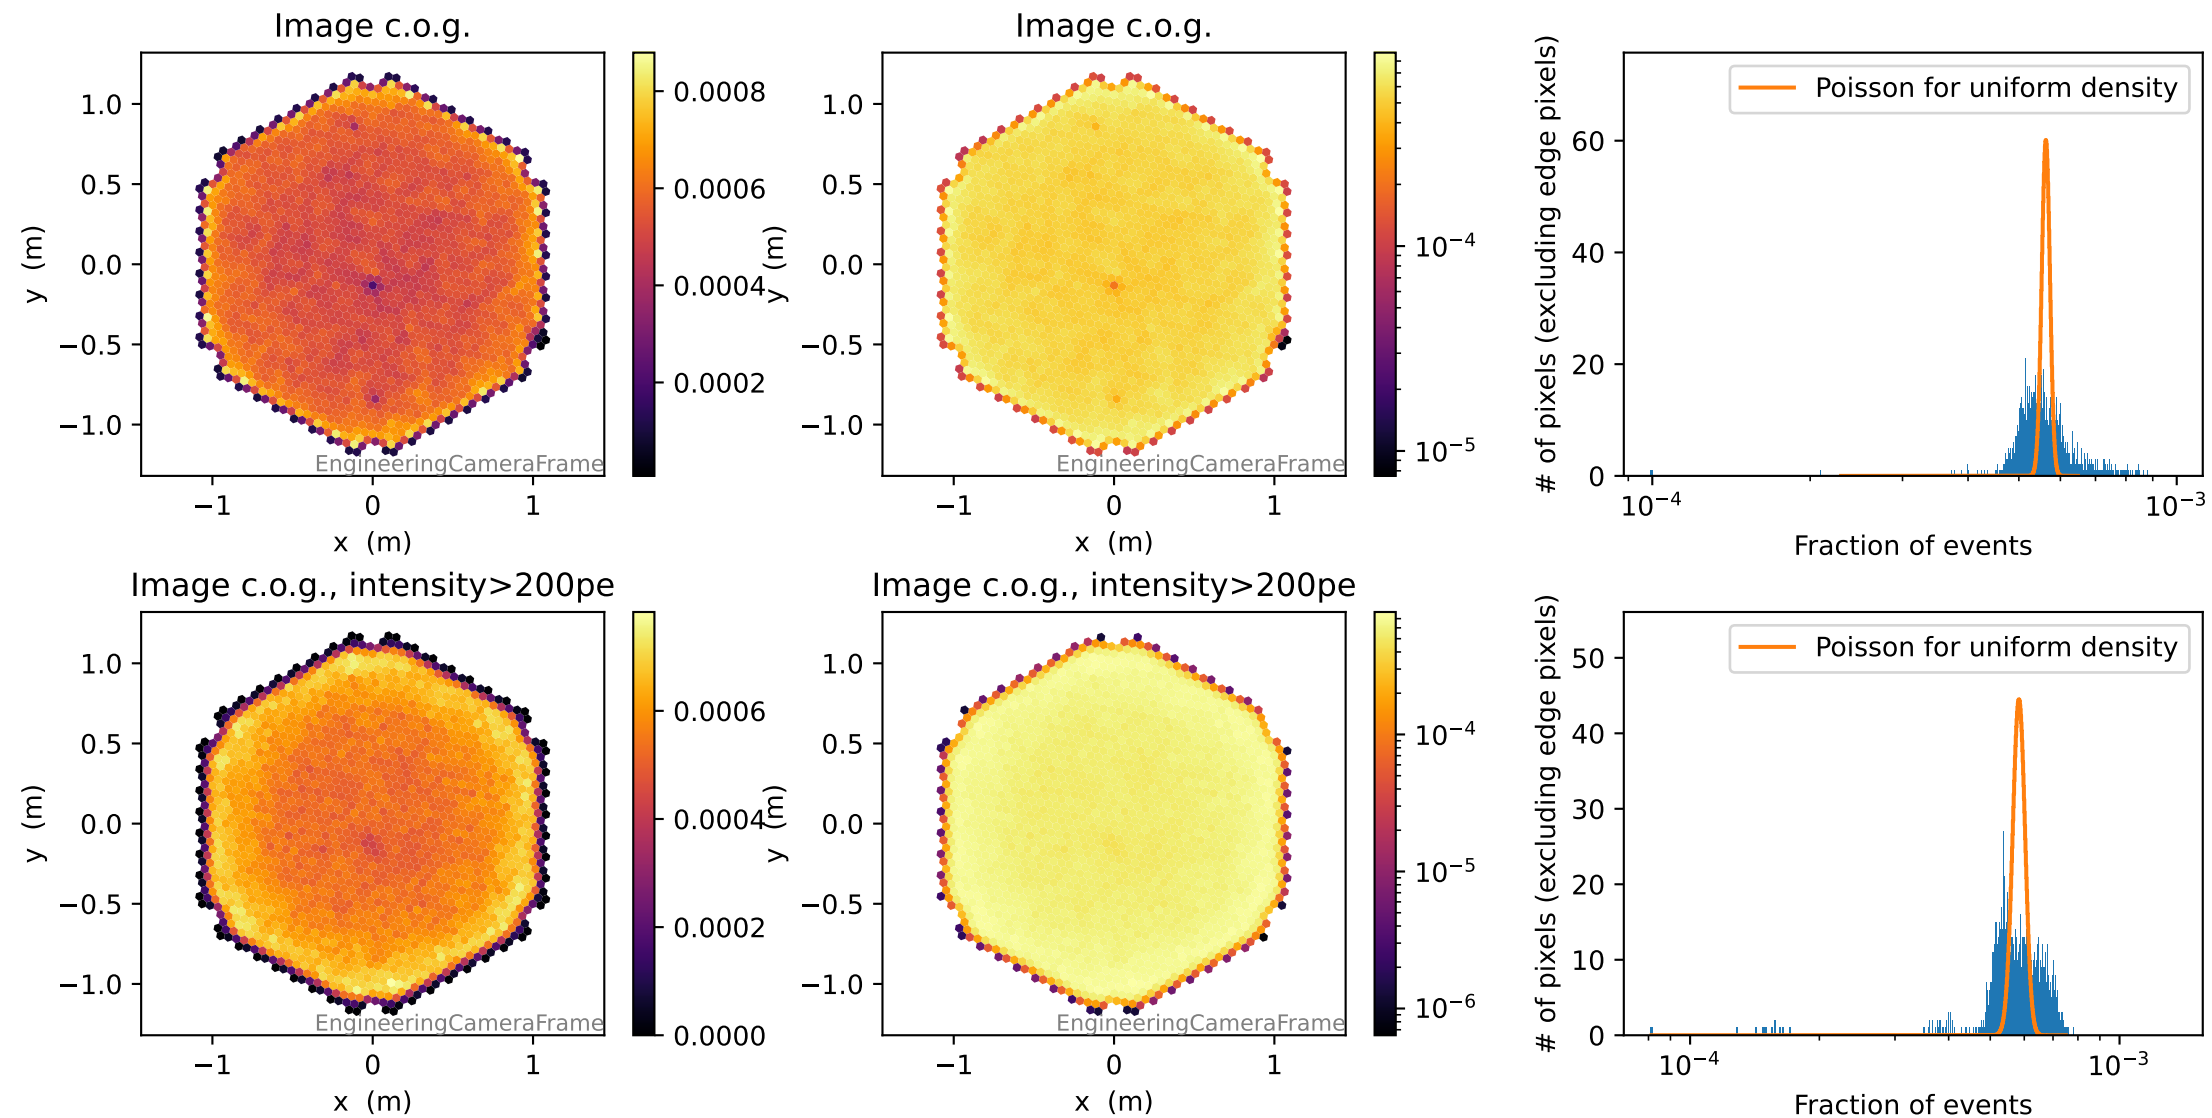 Image c.o.g.
y  (m)
1.0
0.5
0.0
−0.5
−1.0
−1
0
1
x  (m)
EngineeringCameraFrame
0.0008
0.0006
0.0004
0.0002
Image c.o.g.
y  (m)
1.0
0.5
0.0
−0.5
−1.0
−1
0
1
x  (m)
EngineeringCameraFrame
10⁻⁴
10⁻⁵
# of pixels (excluding edge pixels)
60
40
20
0
Poisson for uniform density
10⁻⁴
10⁻³
Fraction of events
Image c.o.g., intensity>200pe
y  (m)
1.0
0.5
0.0
−0.5
−1.0
−1
0
1
x  (m)
EngineeringCameraFrame
0.0006
0.0004
0.0002
0.0000
Image c.o.g., intensity>200pe
y  (m)
1.0
0.5
0.0
−0.5
−1.0
−1
0
1
x  (m)
EngineeringCameraFrame
10⁻⁴
10⁻⁵
10⁻⁶
# of pixels (excluding edge pixels)
50
40
30
20
10
0
Poisson for uniform density
10⁻⁴
10⁻³
Fraction of events